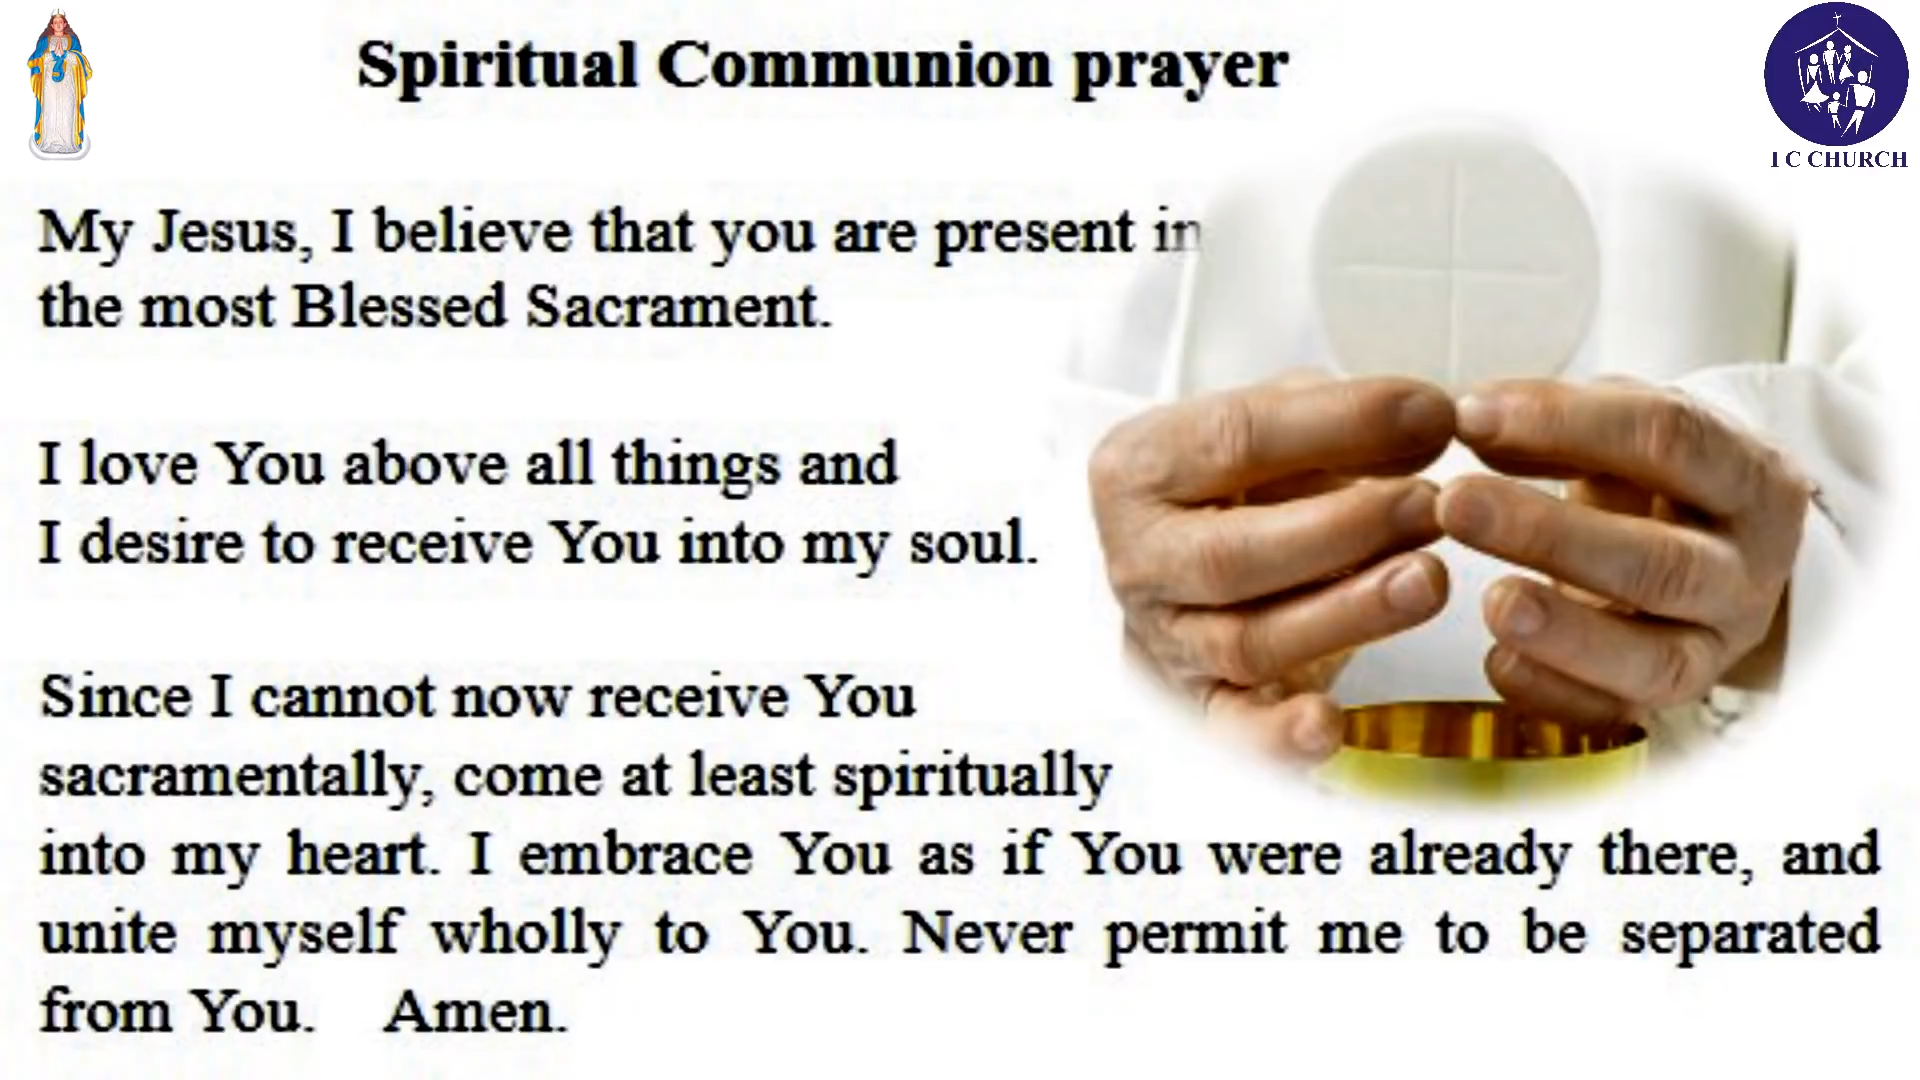 Spiritual Communion prayer
I C CHURCH
My Jesus, I believe that you are present in
the most Blessed Sacrament.
I love You above all things and
I desire to receive You into my soul.
Since I cannot now receive You
sacramentally, come at least spiritually
into my heart. I embrace You as if You were already there, and
unite myself wholly to You. Never permit me to be separated
from You. Amen.